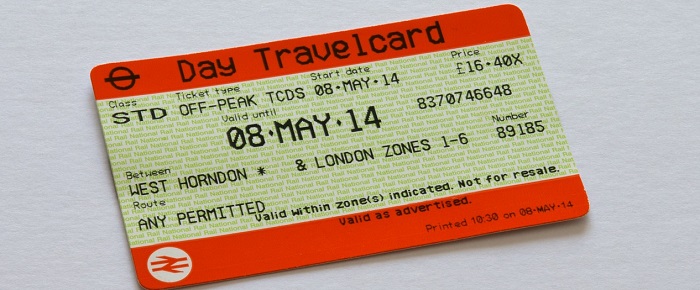 Day Travelcard
Class Ticket type Start date Price
STD OFF-PEAK TCDS 08·MAY·14 £16·40X
Valid until
08·MAY·14 8370746648
Number
Between & LONDON ZONES 1-6 89185
WEST HORNDON *
Route
ANY PERMITTED
Valid within zone(s) indicated. Not for resale.
Valid as advertised.
Printed 10:30 on 08·MAY·14